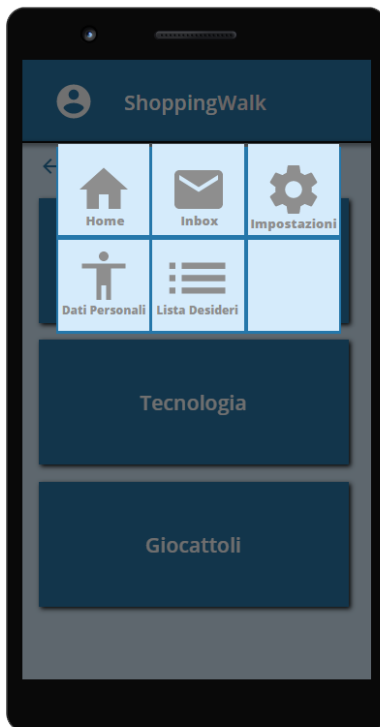 ShoppingWalk
Home
Inbox
Impostazioni
Dati Personali
Lista Desideri
Tecnologia
Giocattoli